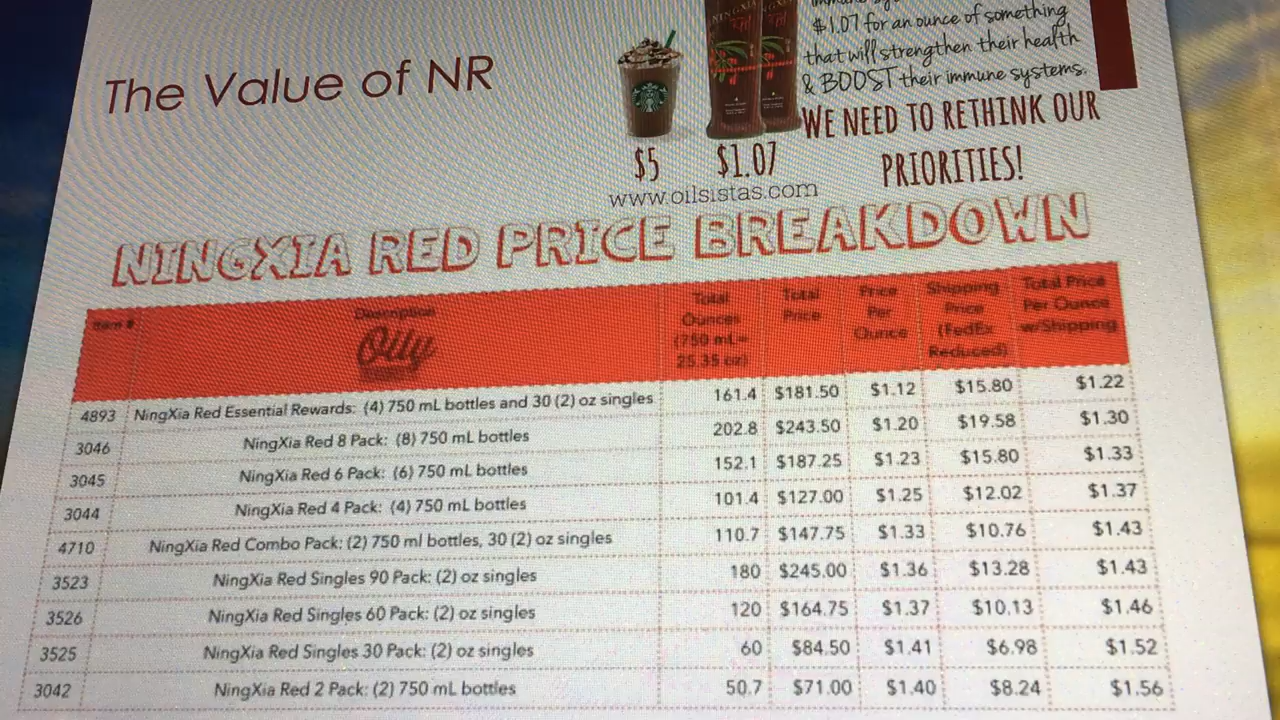 $1.07 for an ounce of something
that will strengthen their health
& BOOST their immune systems.
The Value of NR
WE NEED TO RETHINK OUR
PRIORITIES!
$5 $1.07
www.oilsistas.com
NINGXIA RED PRICE BREAKDOWN
Item # Description Total Ounces (750 mL = 25.35 oz) Total Price Price Per Ounce Shipping Price (FedEx Reduced) Total Price Per Ounce w/Shipping
Oily
4893 NingXia Red Essential Rewards: (4) 750 mL bottles and 30 (2) oz singles 161.4 $181.50 $1.12 $15.80 $1.22
3046 NingXia Red 8 Pack: (8) 750 mL bottles 202.8 $243.50 $1.20 $19.58 $1.30
3045 NingXia Red 6 Pack: (6) 750 mL bottles 152.1 $187.25 $1.23 $15.80 $1.33
3044 NingXia Red 4 Pack: (4) 750 mL bottles 101.4 $127.00 $1.25 $12.02 $1.37
4710 NingXia Red Combo Pack: (2) 750 ml bottles, 30 (2) oz singles 110.7 $147.75 $1.33 $10.76 $1.43
3523 NingXia Red Singles 90 Pack: (2) oz singles 180 $245.00 $1.36 $13.28 $1.43
3526 NingXia Red Singles 60 Pack: (2) oz singles 120 $164.75 $1.37 $10.13 $1.46
3525 NingXia Red Singles 30 Pack: (2) oz singles 60 $84.50 $1.41 $6.98 $1.52
3042 NingXia Red 2 Pack: (2) 750 mL bottles 50.7 $71.00 $1.40 $8.24 $1.56